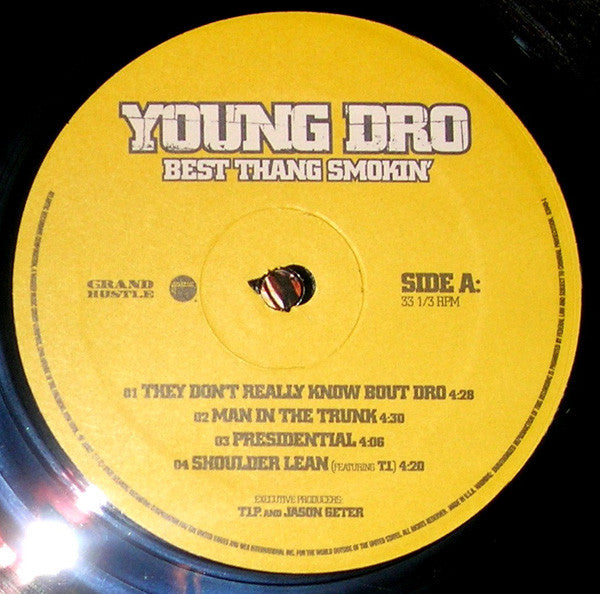 YOUNG DRO
BEST THANG SMOKIN'
GRAND
HUSTLE
SIDE A:
33 1/3 RPM
01 THEY DON'T REALLY KNOW BOUT DRO 4:28
02 MAN IN THE TRUNK 4:30
03 PRESIDENTIAL 4:06
04 SHOULDER LEAN (FEATURING T.I.) 4:20
EXECUTIVE PRODUCERS:
T.I.P. AND JASON GETER